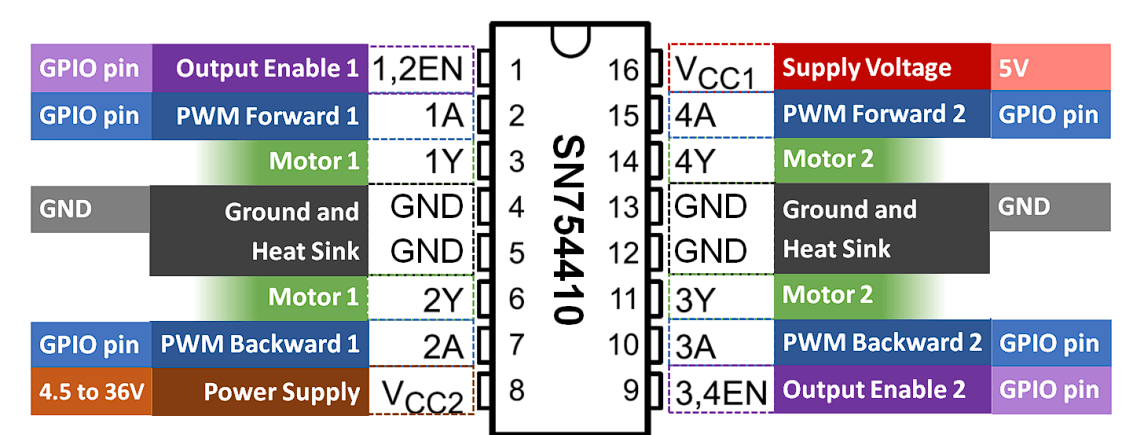 GPIO pin Output Enable 1 1,2EN 1 16 VCC1 Supply Voltage 5V
GPIO pin PWM Forward 1 1A 2 15 4A PWM Forward 2 GPIO pin
Motor 1 1Y 3 14 4Y Motor 2
GND Ground and GND 4 13 GND Ground and GND
Heat Sink GND 5 12 GND Heat Sink
Motor 1 2Y 6 11 3Y Motor 2
GPIO pin PWM Backward 1 2A 7 10 3A PWM Backward 2 GPIO pin
4.5 to 36V Power Supply VCC2 8 9 3,4EN Output Enable 2 GPIO pin
SN754410